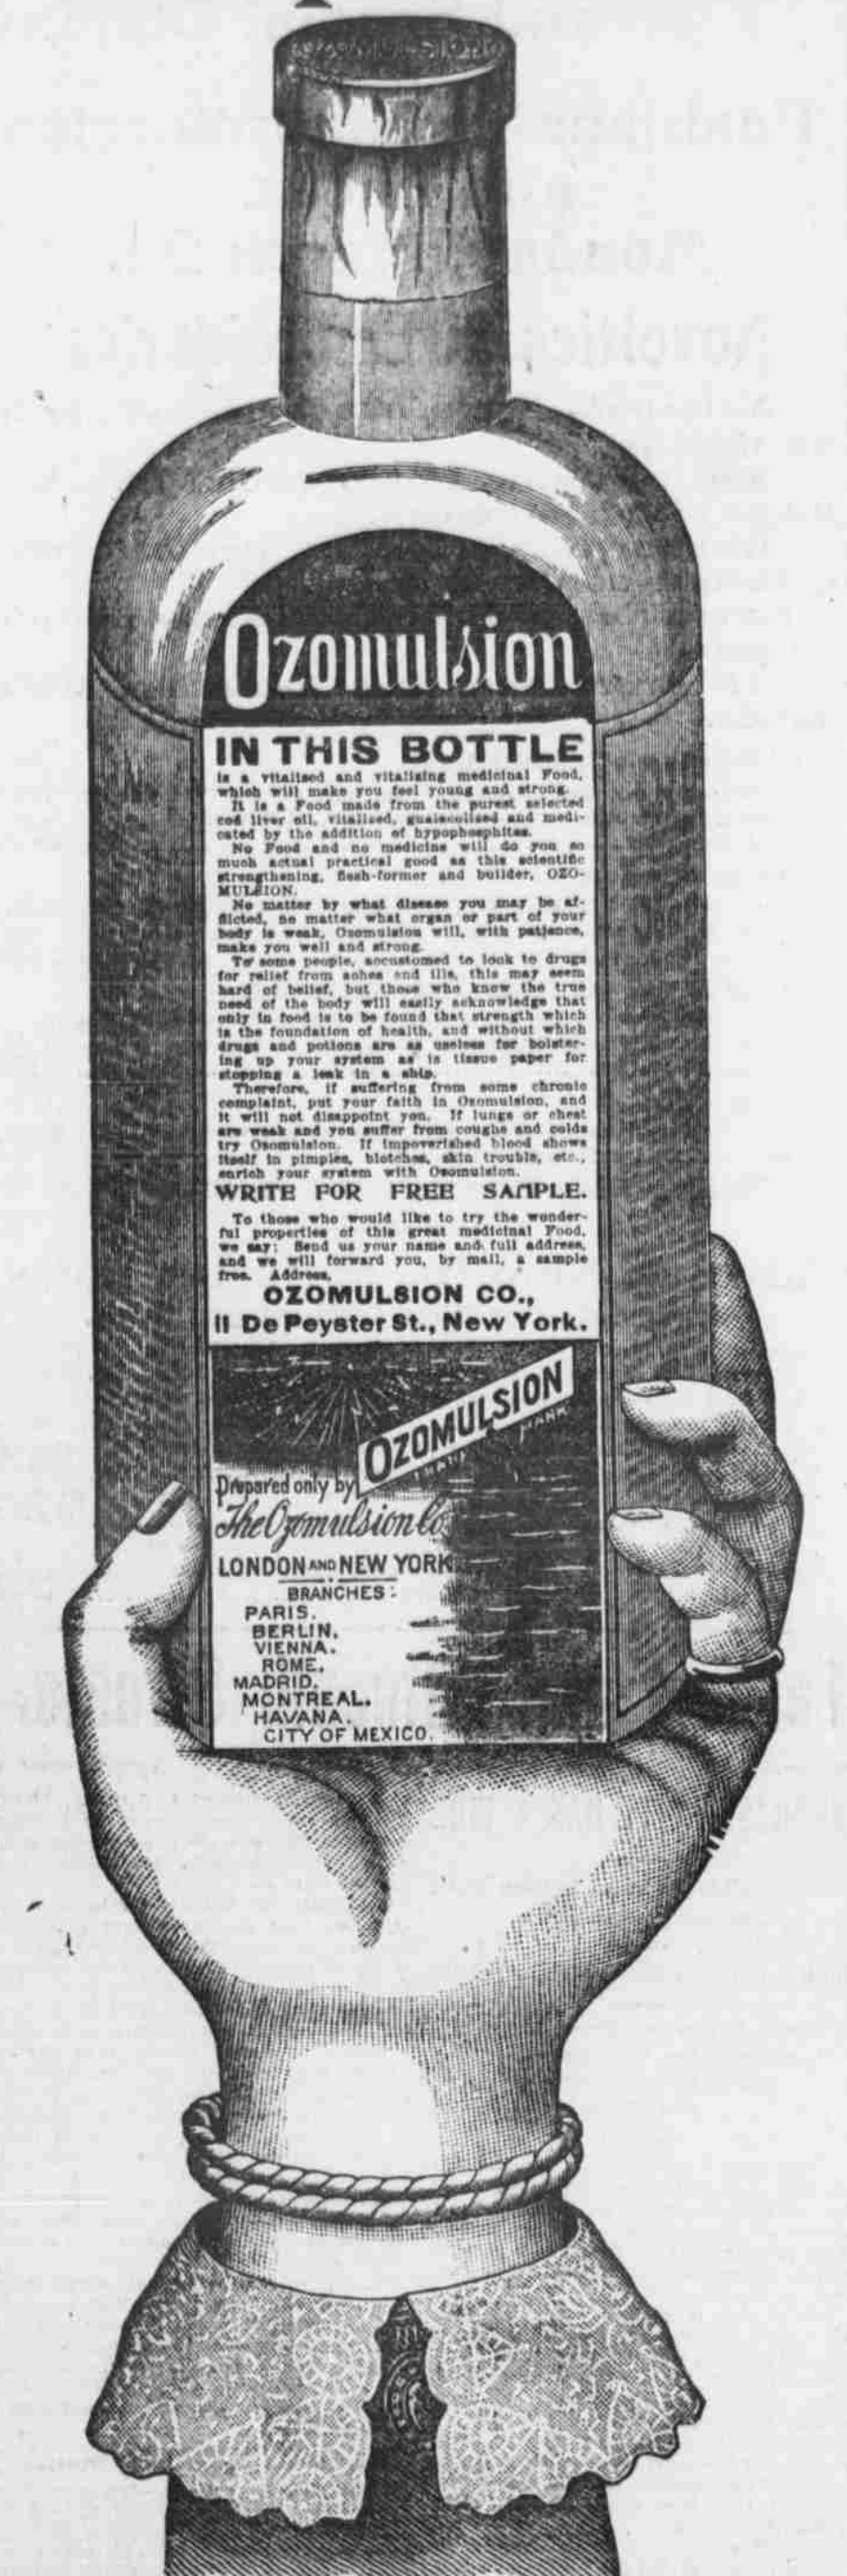 Ozomulsion
IN THIS BOTTLE
is a vitalised and vitalising medicinal Food,
which will make you feel young and strong.
It is a Food made from the purest selected
cod liver oil, vitalized, guaiacolised and medi-
cated by the addition of hypophosphites.
No Food and no medicine will do you so
much actual practical good as this scientific
strengthening, flesh-former and builder, OZO-
MULSION.
No matter by what disease you may be af-
flicted, no matter what organ or part of your
body is weak, Ozomulsion will, with patience,
make you well and strong.
To some people, accustomed to look to drugs
for relief from aches and ills, this may seem
hard of belief, but those who know the true
need of the body will easily acknowledge that
only in food is to be found that strength which
is the foundation of health, and without which
drugs and potions are as useless for bolster-
ing up your system as is tissue paper for
stopping a leak in a ship.
Therefore, if suffering from some chronic
complaint, put your faith in Ozomulsion, and
it will not disappoint you. If lungs or chest
are weak and you suffer from coughs and colds
try Ozomulsion. If impoverished blood shows
itself in pimples, blotches, skin trouble, etc.,
enrich your system with Ozomulsion.
WRITE FOR FREE SAMPLE.
To those who would like to try the wonder-
ful properties of this great medicinal Food,
we say: Send us your name and full address,
and we will forward you, by mail, a sample
free. Address,
OZOMULSION CO.,
11 De Peyster St., New York.
OZOMULSION
TRADE MARK
Prepared only by
The Ozomulsion Co.
LONDON AND NEW YORK
BRANCHES:
PARIS.
BERLIN,
VIENNA.
ROME,
MADRID.
MONTREAL.
HAVANA.
CITY OF MEXICO.